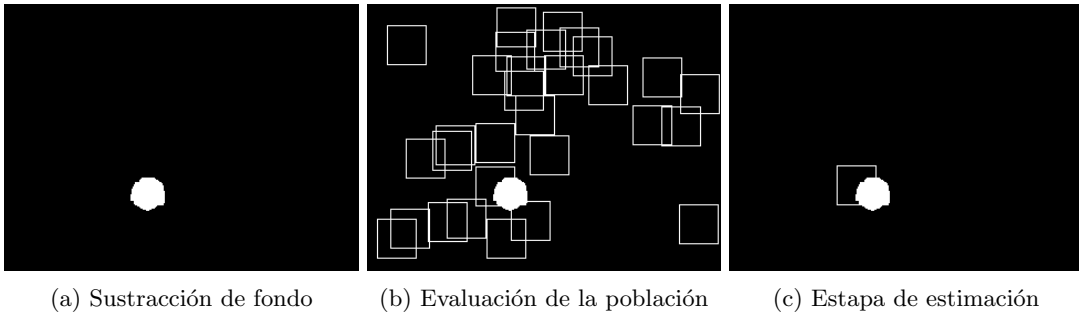 (a) Sustracción de fondo
(b) Evaluación de la población
(c) Estapa de estimación